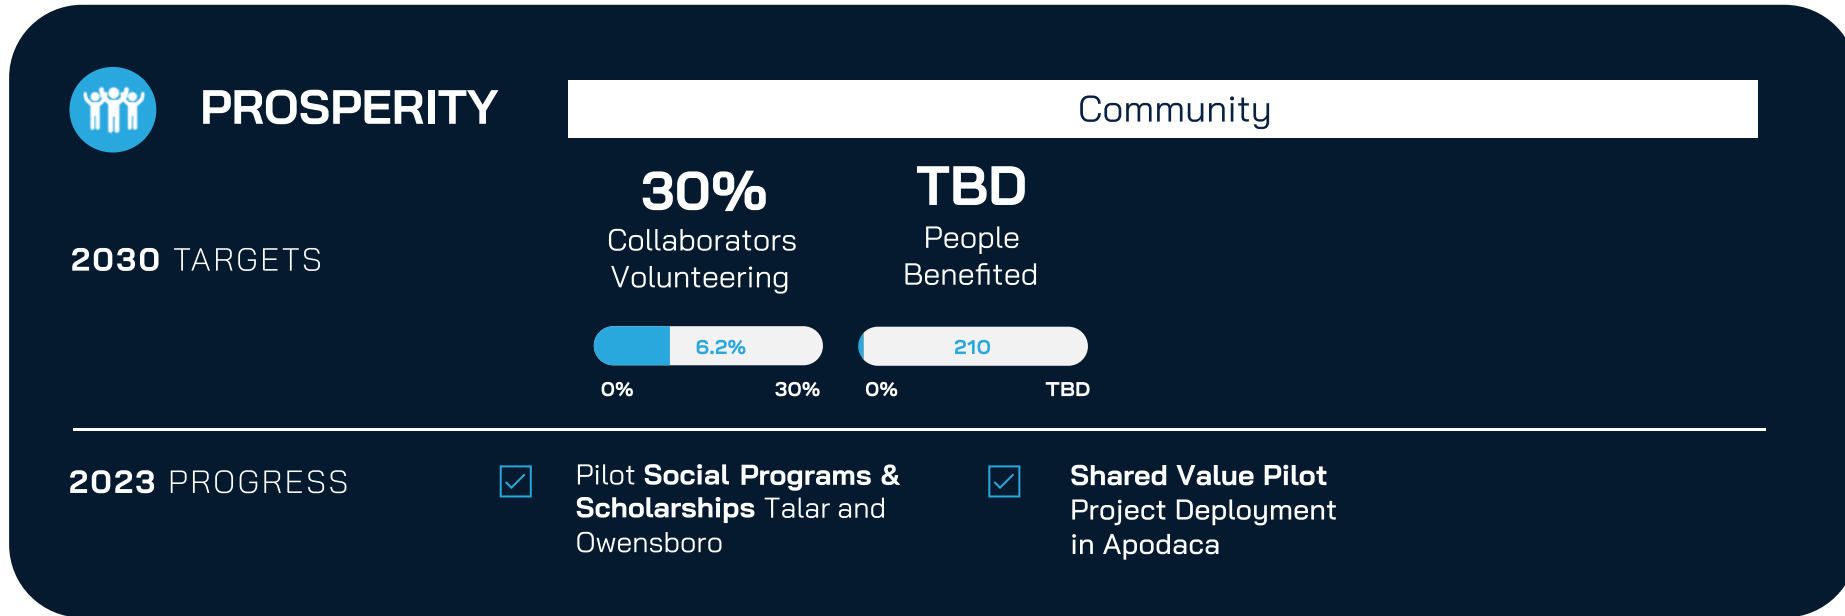 PROSPERITY
Community
2030 TARGETS
30%
Collaborators
Volunteering
6.2%
0% 30%
TBD
People
Benefited
210
0% TBD
2023 PROGRESS
Pilot Social Programs &
Scholarships Talar and
Owensboro
Shared Value Pilot
Project Deployment
in Apodaca